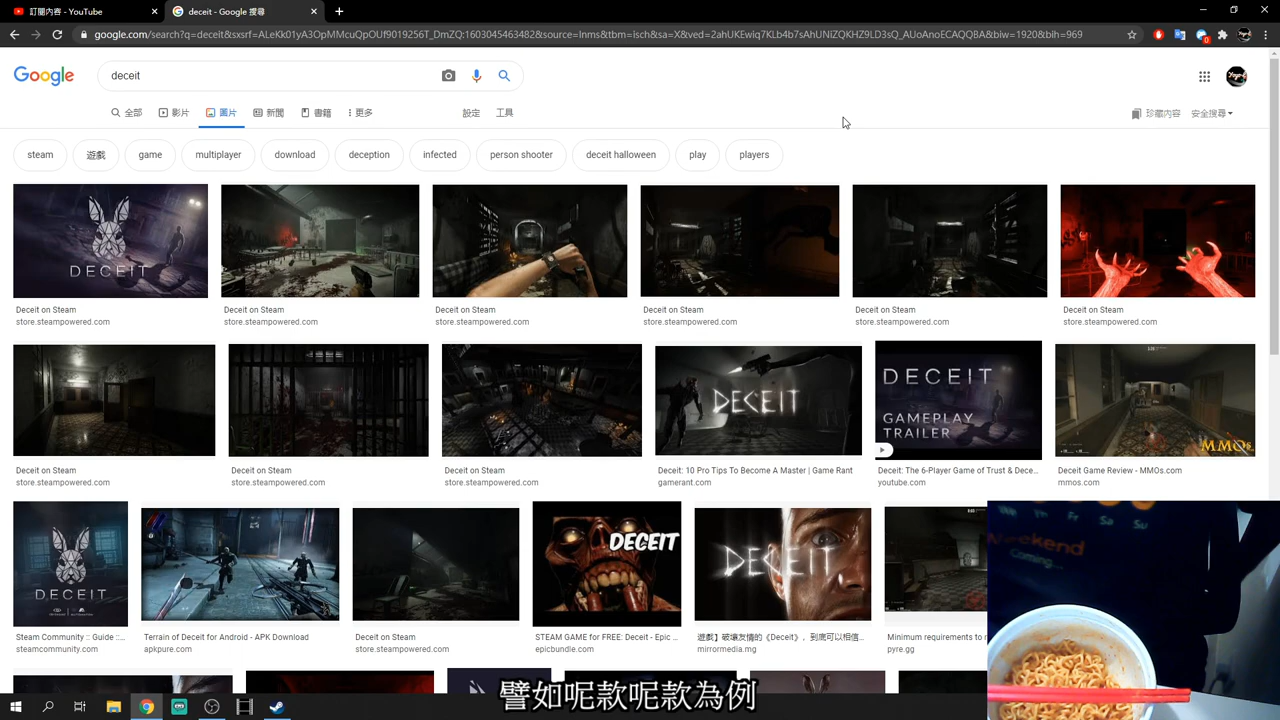 訂閱內容 - YouTube
deceit - Google 搜尋
google.com/search?q=deceit&sxsrf=ALeKk01yA3OpMMcuQpOUf9019256T_DmZQ:1603045463482&source=lnms&tbm=isch&sa=X&ved=2ahUKEwiq7KLb4b7sAhUNiZQKHZ9LD3sQ_AUoAnoECAQQBA&biw=1920&bih=969
Google
deceit
全部
影片
圖片
新聞
書籍
更多
設定
工具
珍藏內容
安全搜尋
steam
遊戲
game
multiplayer
download
deception
infected
person shooter
deceit halloween
play
players
DECEIT
Deceit on Steam
store.steampowered.com
Deceit on Steam
store.steampowered.com
Deceit on Steam
store.steampowered.com
Deceit on Steam
store.steampowered.com
Deceit on Steam
store.steampowered.com
Deceit on Steam
store.steampowered.com
DECEIT
DECEIT
GAMEPLAY
TRAILER
MMOs
Deceit on Steam
store.steampowered.com
Deceit on Steam
store.steampowered.com
Deceit on Steam
store.steampowered.com
Deceit: 10 Pro Tips To Become A Master | Game Rant
gamerant.com
Deceit: The 6-Player Game of Trust & Dece...
youtube.com
Deceit Game Review - MMOs.com
mmos.com
DECEIT
DECEIT
DECEIT
We Th Fr Sa Su
Weekend
Coming...
Steam Community :: Guide ::...
steamcommunity.com
Terrain of Deceit for Android - APK Download
apkpure.com
Deceit on Steam
store.steampowered.com
STEAM GAME for FREE: Deceit - Epic ...
epicbundle.com
遊戲】破壞友情的《Deceit》，到底可以相信...
mirrormedia.mg
Minimum requirements to r
pyre.gg
譬如呢款呢款為例